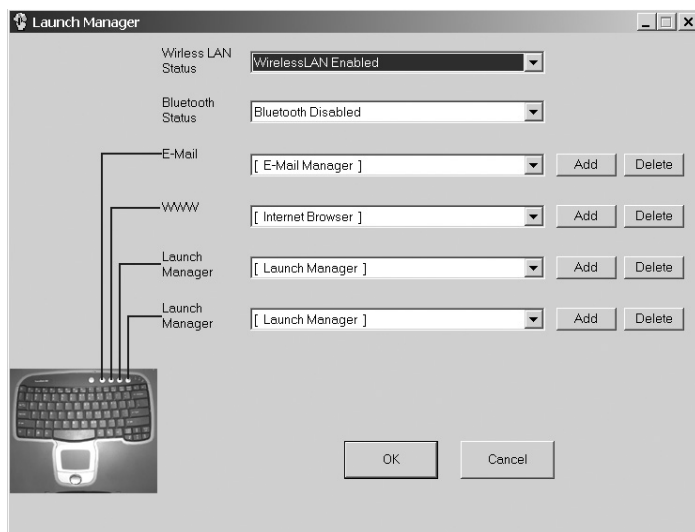 Launch Manager
Wirless LAN
Status
WirelessLAN Enabled
Bluetooth
Status
Bluetooth Disabled
E-Mail
[ E-Mail Manager ]
Add
Delete
WWW
[ Internet Browser ]
Add
Delete
Launch
Manager
[ Launch Manager ]
Add
Delete
Launch
Manager
[ Launch Manager ]
Add
Delete
OK
Cancel